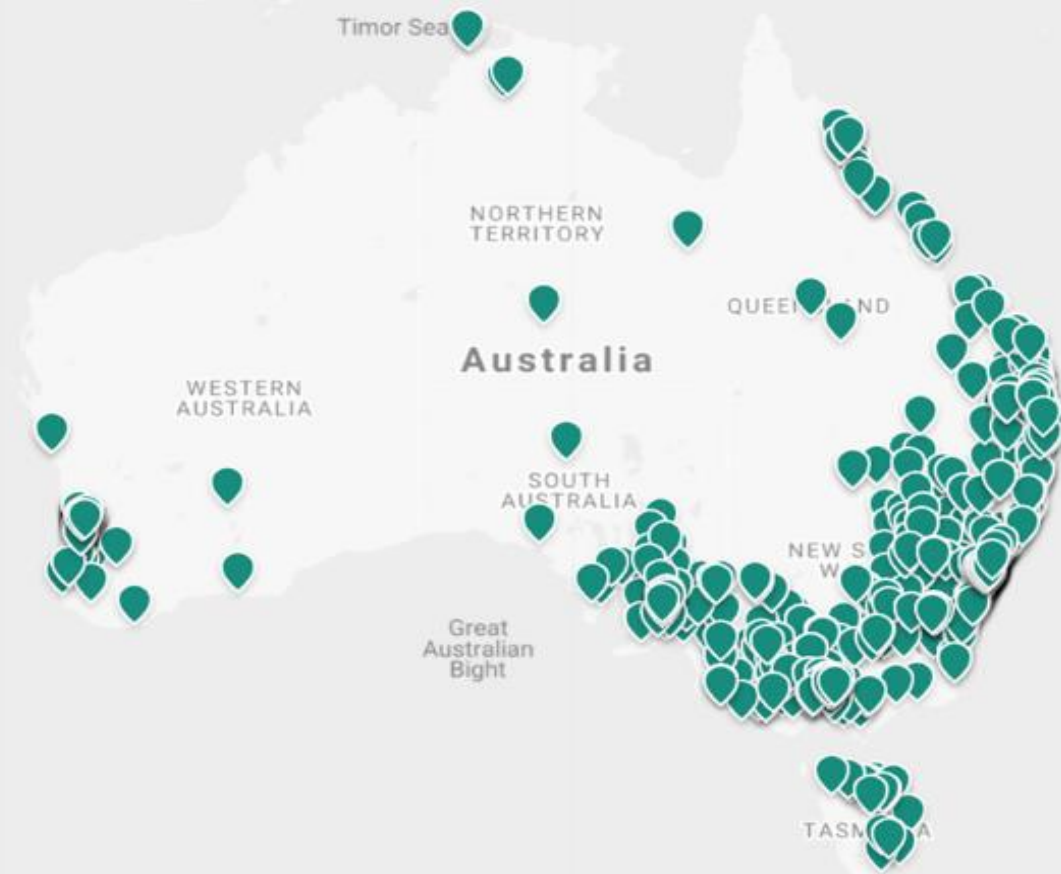 Timor Sea
NORTHERN
TERRITORY
QUEE ND
Australia
WESTERN
AUSTRALIA
SOUTH
AUSTRALIA
NEW S
W
Great
Australian
Bight
TASM A